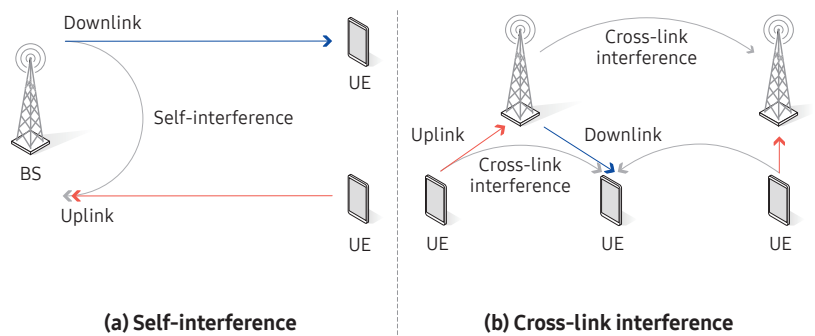 Downlink
UE
Self-interference
BS
Uplink
UE
(a) Self-interference
Cross-link
interference
Uplink
Downlink
Cross-link
interference
UE
UE
UE
(b) Cross-link interference